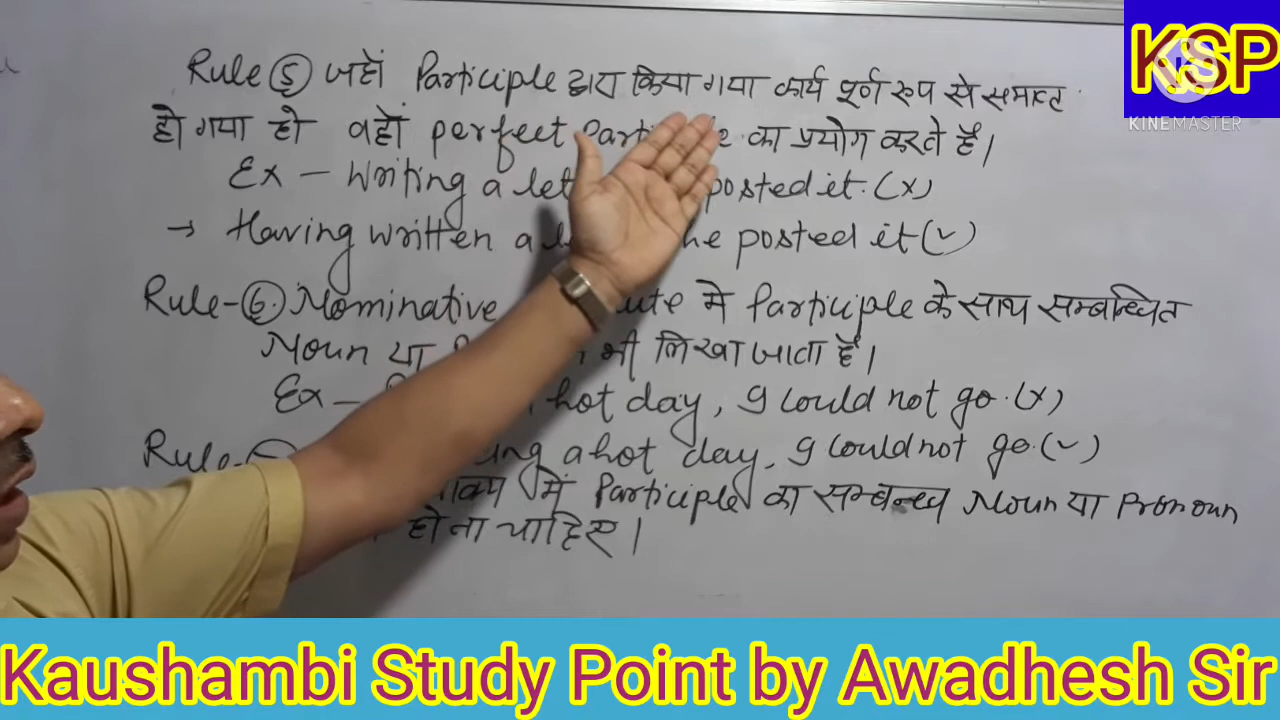 KSP
KINEMASTER
Rule (5) जहाँ Participle द्वारा किया गया कार्य पूर्ण रूप से समाप्त
हो गया हो वहाँ perfect का प्रयोग करते हैं।
Ex - Writing a posted it. (x)
→ Having written a he posted it (✓)
Rule-(6) Nominative में Participle के साथ सम्बन्धित
Noun या भी लिखा जाता है।
Ex - hot day, I could not go. (x)
a hot day, I could not go. (✓)
Rule-
में Participle का सम्बन्ध Noun या Pronoun
होना चाहिए।
Kaushambi Study Point by Awadhesh Sir